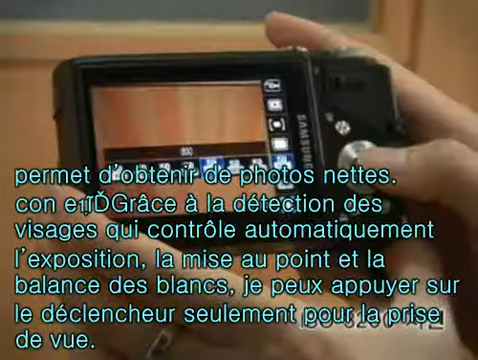 SAMSUNG
800
permet d'obtenir de photos nettes.
Grâce à la détection des
visages qui contrôle automatiquement
l'exposition, la mise au point et la
balance des blancs, je peux appuyer sur
le déclencheur seulement pour la prise
de vue.